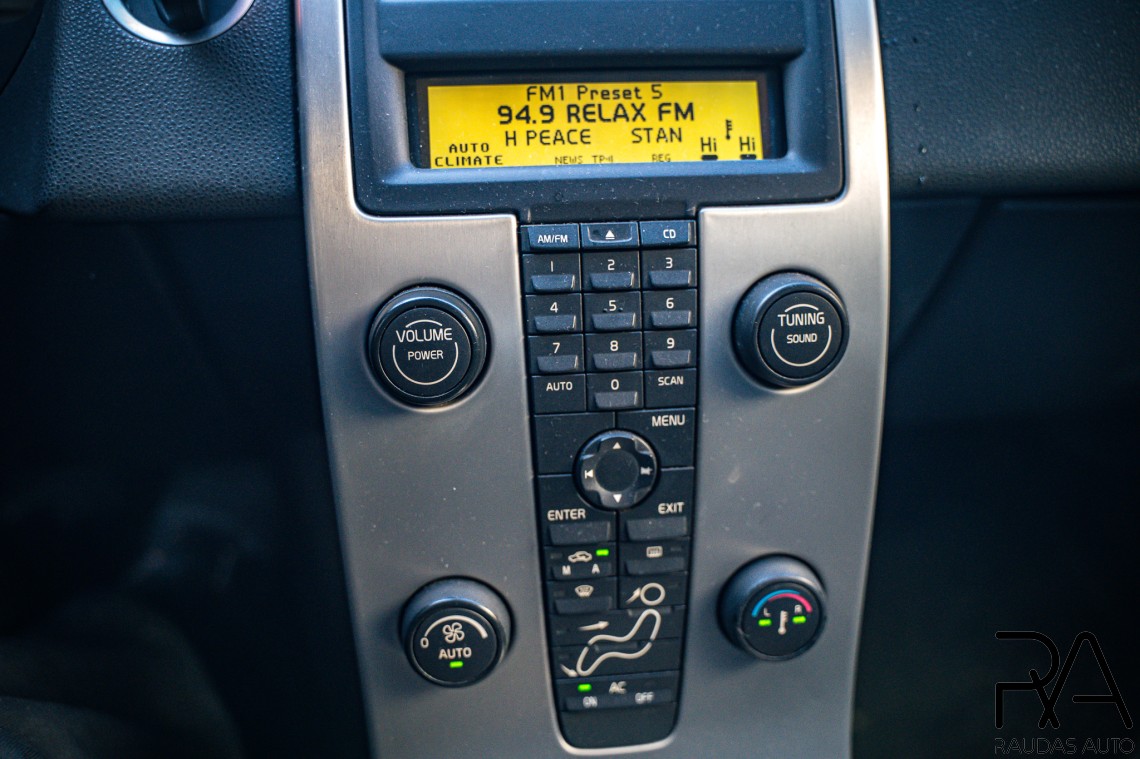 FM1 Preset 5
94.9 RELAX FM
H PEACE STAN
AUTO
CLIMATE
NEWS TP REG
Hi Hi
AM/FM CD
1 2 3
4 5 6
7 8 9
AUTO 0 SCAN
VOLUME
POWER
TUNING
SOUND
MENU
ENTER EXIT
M A
0
AUTO
L R
AC
ON OFF
RA
RAUDAS AUTO